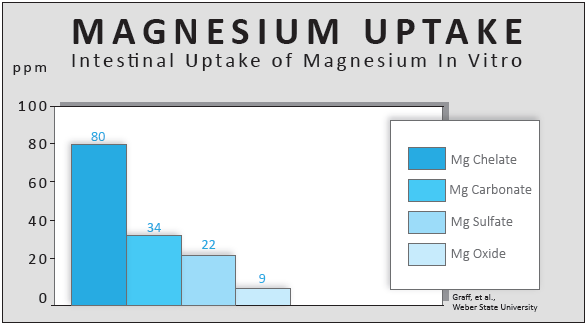 MAGNESIUM UPTAKE
Intestinal Uptake of Magnesium In Vitro
ppm
100
80
60
40
20
0
80
34
22
9
Mg Chelate
Mg Carbonate
Mg Sulfate
Mg Oxide
Graff, et al.,
Weber State University